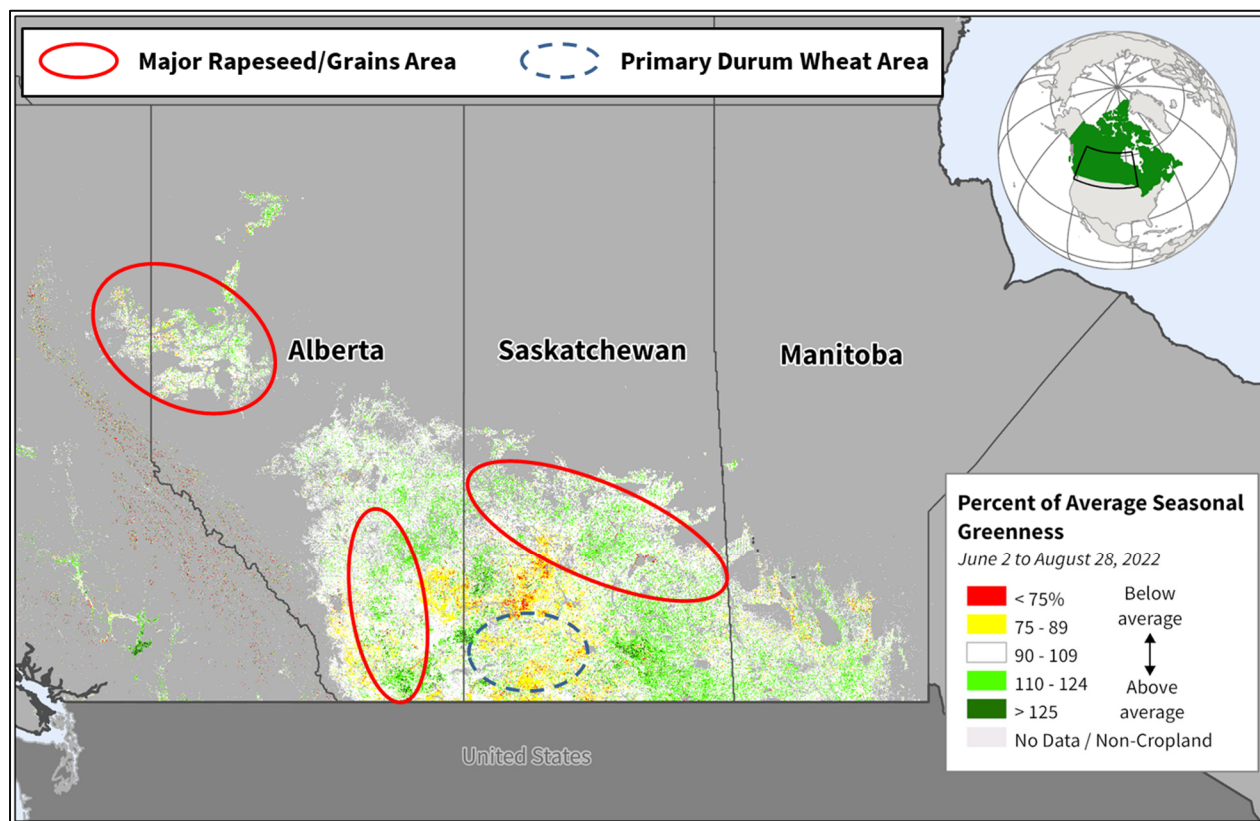 Major Rapeseed/Grains Area
Primary Durum Wheat Area
Alberta
Saskatchewan
Manitoba
United States
Percent of Average Seasonal
Greenness
June 2 to August 28, 2022
< 75%
75 - 89
90 - 109
110 - 124
> 125
No Data / Non-Cropland
Below
average
Above
average